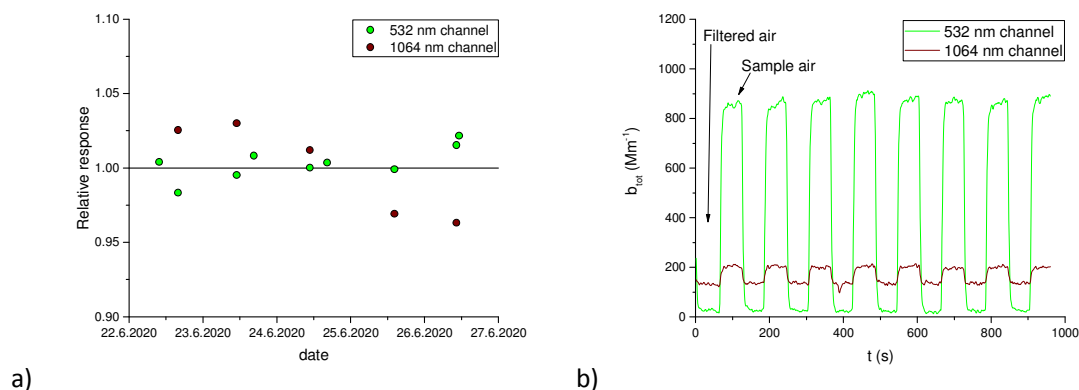 1.10
1.05
1.00
0.95
0.90
Relative response
532 nm channel
1064 nm channel
22.6.2020 23.6.2020 24.6.2020 25.6.2020 26.6.2020 27.6.2020
date
a)
1200
1000
800
600
400
200
0
b_tot (Mm⁻¹)
Filtered air
Sample air
532 nm channel
1064 nm channel
0 200 400 600 800 1000
t (s)
b)